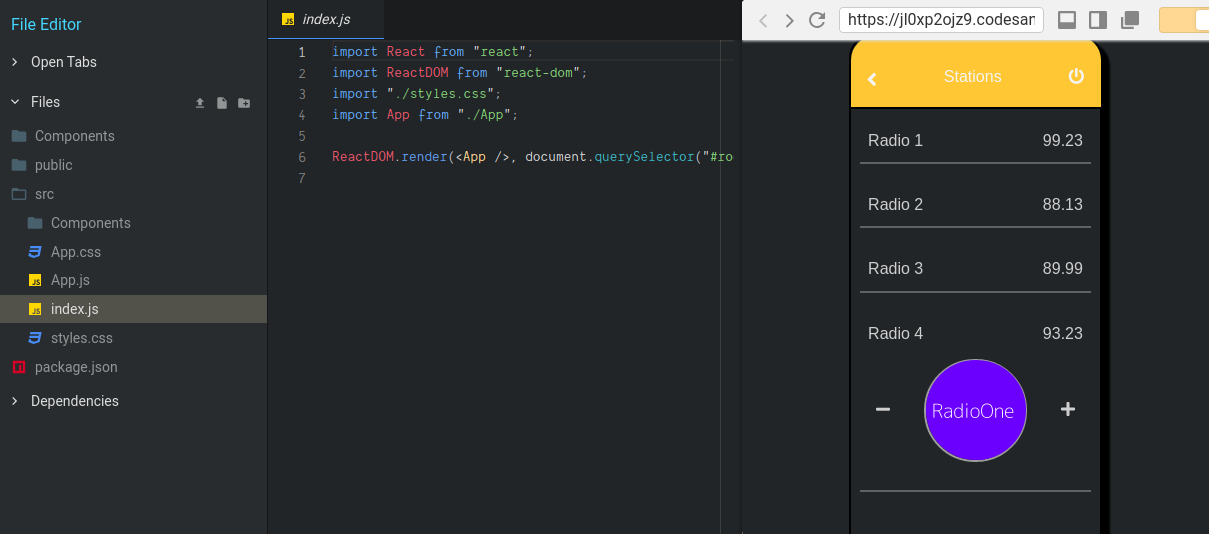 File Editor
Open Tabs
Files
Components
public
src
Components
App.css
App.js
index.js
styles.css
package.json
Dependencies
index.js
1 import React from "react";
2 import ReactDOM from "react-dom";
3 import "./styles.css";
4 import App from "./App";
5
6 ReactDOM.render(<App />, document.querySelector("#ro
7
https://jl0xp2ojz9.codesan
Stations
Radio 1 99.23
Radio 2 88.13
Radio 3 89.99
Radio 4 93.23
RadioOne